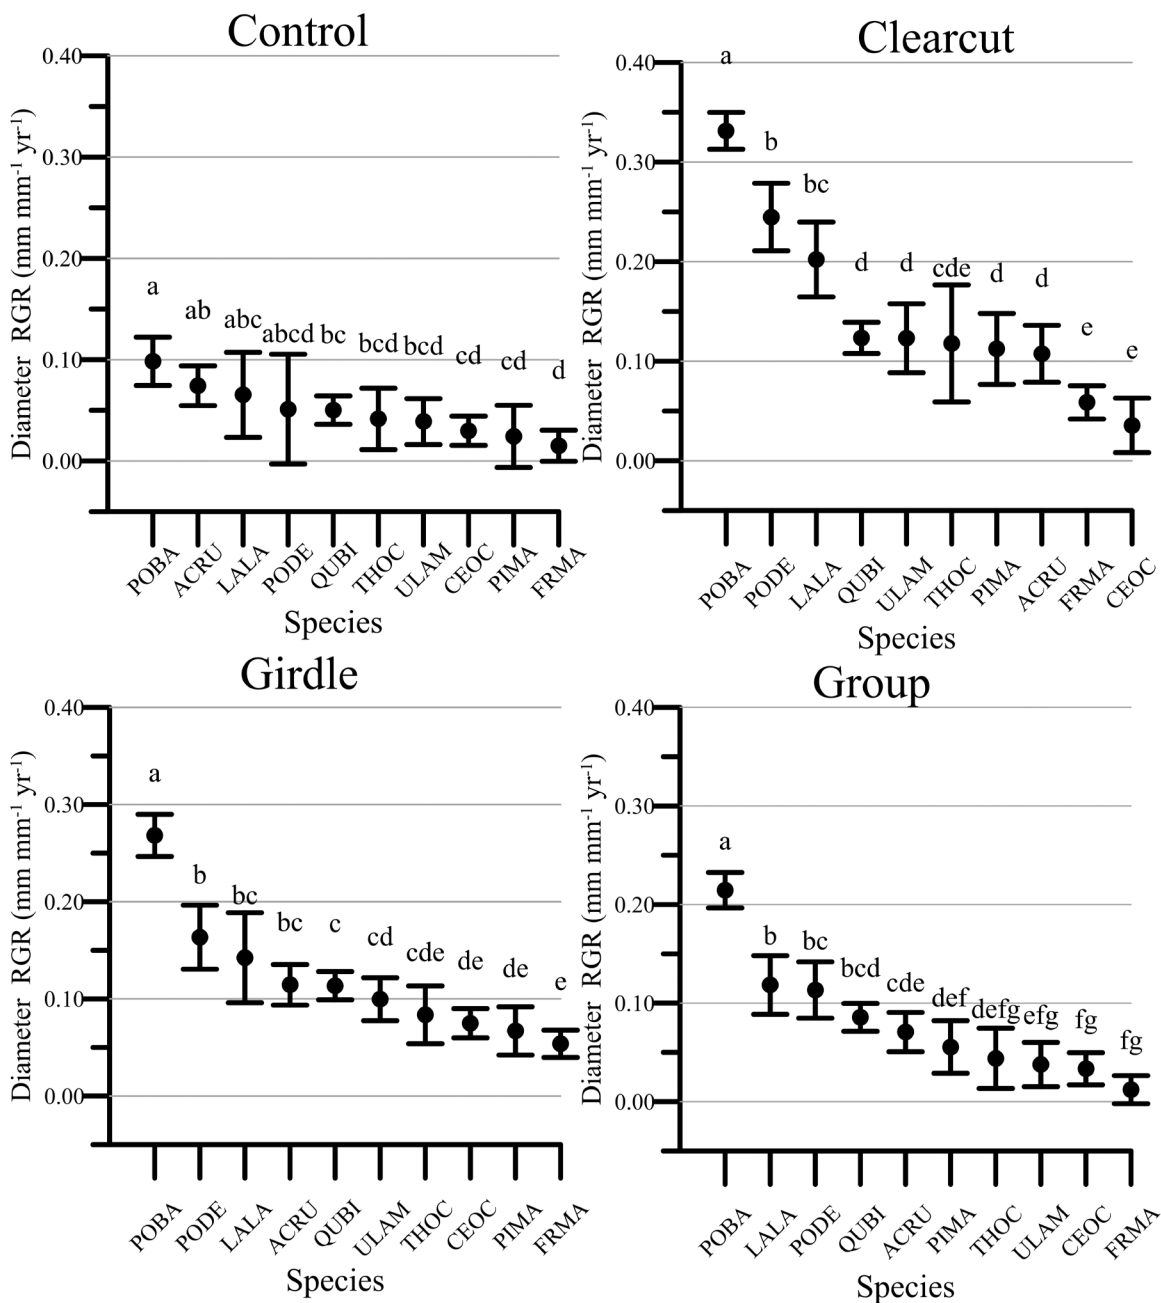 Control
Diameter RGR (mm mm-1 yr-1)
0.40
0.30
0.20
0.10
0.00
a
ab
abc
abcd
bc
bcd
bcd
cd
cd
d
POBA
ACRU
LALA
PODE
QUBI
THOC
ULAM
CEOC
PIMA
FRMA
Species
Clearcut
Diameter RGR (mm mm-1 yr-1)
0.40
0.30
0.20
0.10
0.00
a
b
bc
d
d
cde
d
d
e
e
POBA
PODE
LALA
QUBI
ULAM
THOC
PIMA
ACRU
FRMA
CEOC
Species
Girdle
Diameter RGR (mm mm-1 yr-1)
0.40
0.30
0.20
0.10
0.00
a
b
bc
bc
c
cd
cde
de
de
e
POBA
PODE
LALA
ACRU
QUBI
ULAM
THOC
CEOC
PIMA
FRMA
Species
Group
Diameter RGR (mm mm-1 yr-1)
0.40
0.30
0.20
0.10
0.00
a
b
bc
bcd
cde
def
defg
efg
fg
fg
POBA
LALA
PODE
QUBI
ACRU
PIMA
THOC
ULAM
CEOC
FRMA
Species